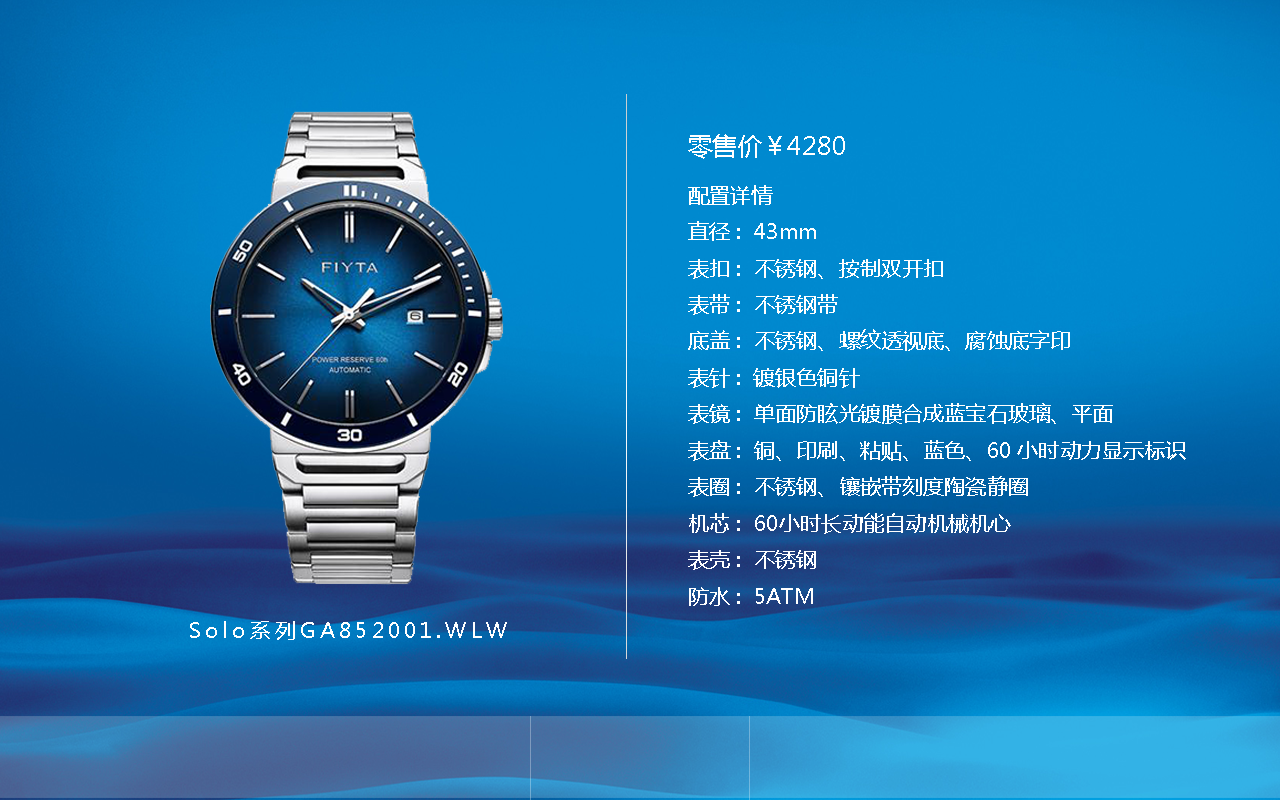 零售价￥4280
配置详情
直径：43mm
表扣：不锈钢、按制双开扣
表带：不锈钢带
底盖：不锈钢、螺纹透视底、腐蚀底字印
表针：镀银色铜针
表镜：单面防眩光镀膜合成蓝宝石玻璃、平面
表盘：铜、印刷、粘贴、蓝色、60 小时动力显示标识
表圈：不锈钢、镶嵌带刻度陶瓷静圈
机芯：60小时长动能自动机械机心
表壳：不锈钢
防水：5ATM
50
FIYTA
6
POWER RESERVE 60h
AUTOMATIC
40
20
30
Solo系列GA852001.WLW